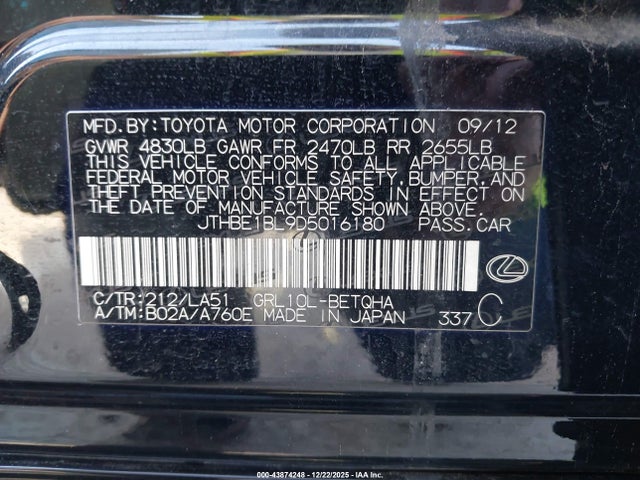 MFD.BY:TOYOTA MOTOR CORPORATION 09/12
GVWR 4830LB GAWR FR 2470LB RR 2655LB
THIS VEHICLE CONFORMS TO ALL APPLICABLE
FEDERAL MOTOR VEHICLE SAFETY,BUMPER,AND
THEFT PREVENTION STANDARDS IN EFFECT ON
THE DATE OF MANUFACTURE SHOWN ABOVE.
JTHBE1BL9D5016180 PASS.CAR
C/TR:212/LA51 GRL10L-BETQHA
A/TM:B02A/A760E MADE IN JAPAN 337 C
000-43874248 - 12/22/2025 - IAA Inc.